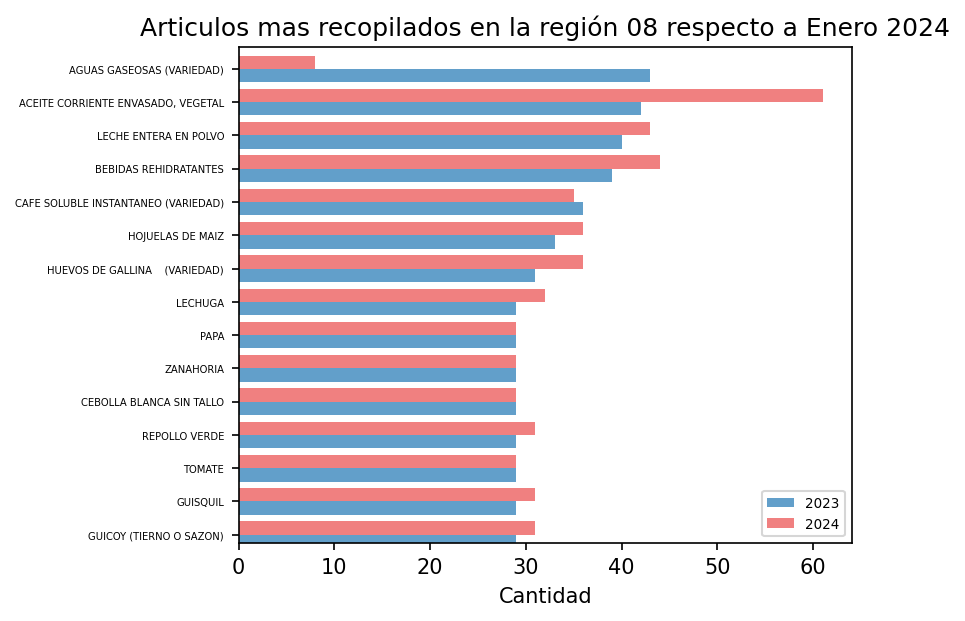 Articulos mas recopilados en la región 08 respecto a Enero 2024
AGUAS GASEOSAS (VARIEDAD)
ACEITE CORRIENTE ENVASADO, VEGETAL
LECHE ENTERA EN POLVO
BEBIDAS REHIDRATANTES
CAFE SOLUBLE INSTANTANEO (VARIEDAD)
HOJUELAS DE MAIZ
HUEVOS DE GALLINA    (VARIEDAD)
LECHUGA
PAPA
ZANAHORIA
CEBOLLA BLANCA SIN TALLO
REPOLLO VERDE
TOMATE
GUISQUIL
GUICOY (TIERNO O SAZON)
2023
2024
0 10 20 30 40 50 60
Cantidad